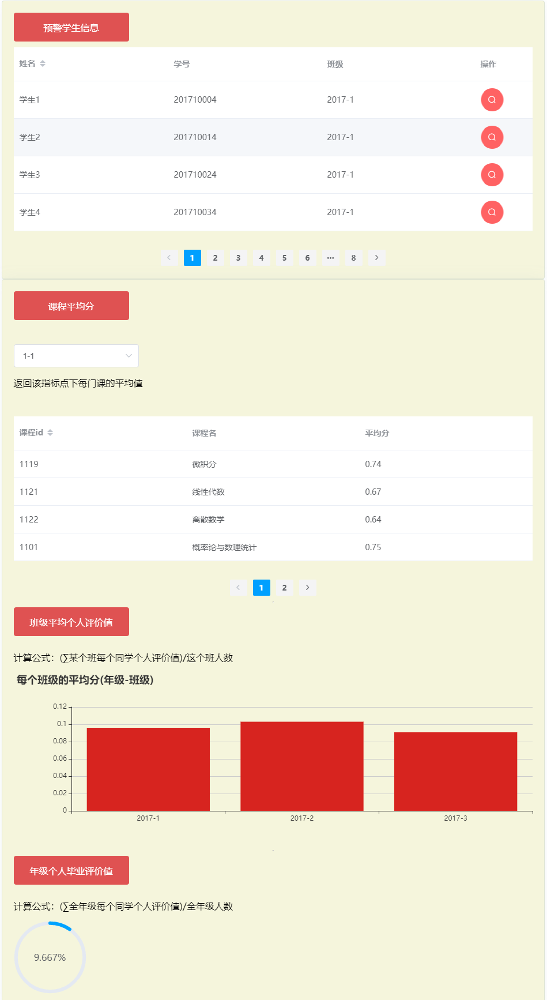 预警学生信息
姓名 学号 班级 操作
学生1 201710004 2017-1
学生2 201710014 2017-1
学生3 201710024 2017-1
学生4 201710034 2017-1
1 2 3 4 5 6 ••• 8
课程平均分
1-1
返回该指标点下每门课的平均值
课程id 课程名 平均分
1119 微积分 0.74
1121 线性代数 0.67
1122 离散数学 0.64
1101 概率论与数理统计 0.75
1 2
班级平均个人评价值
计算公式：(∑某个班每个同学个人评价值)/这个班人数
每个班级的平均分(年级-班级)
0.12
0.1
0.08
0.06
0.04
0.02
0
2017-1 2017-2 2017-3
年级个人毕业评价值
计算公式：(∑全年级每个同学个人评价值)/全年级人数
9.667%